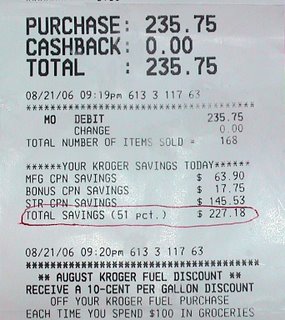 PURCHASE: 235.75
CASHBACK: 0.00
TOTAL : 235.75
08/21/06 09:19pm 613 3 117 63
************************************
MO DEBIT 235.75
CHANGE 0.00
TOTAL NUMBER OF ITEMS SOLD = 168
******YOUR KROGER SAVINGS TODAY******
MFG CPN SAVINGS $ 63.90
BONUS CPN SAVINGS $ 17.75
STR CPN SAVINGS $ 145.53
TOTAL SAVINGS (51 pct.) $ 227.18
08/21/06 09:20pm 613 3 117 63
************************************
** AUGUST KROGER FUEL DISCOUNT **
RECEIVE A 10-CENT PER GALLON DISCOUNT
OFF YOUR KROGER FUEL PURCHASE
EACH TIME YOU SPEND $100 IN GROCERIES